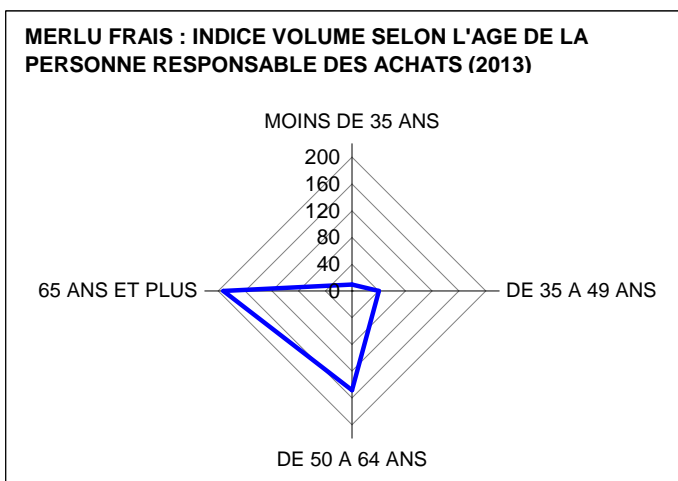 MERLU FRAIS : INDICE VOLUME SELON L'AGE DE LA
PERSONNE RESPONSABLE DES ACHATS (2013)
MOINS DE 35 ANS
200
160
120
80
40
0
65 ANS ET PLUS
DE 35 A 49 ANS
DE 50 A 64 ANS